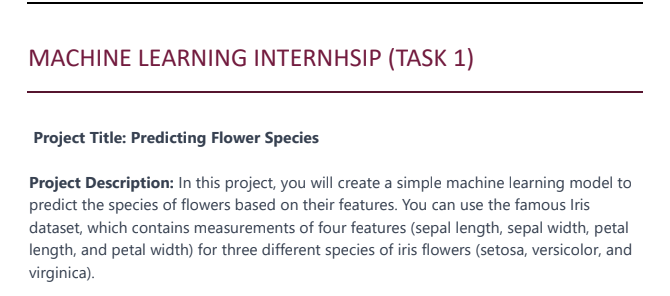 MACHINE LEARNING INTERNHSIP (TASK 1)
Project Title: Predicting Flower Species
Project Description: In this project, you will create a simple machine learning model to
predict the species of flowers based on their features. You can use the famous Iris
dataset, which contains measurements of four features (sepal length, sepal width, petal
length, and petal width) for three different species of iris flowers (setosa, versicolor, and
virginica).